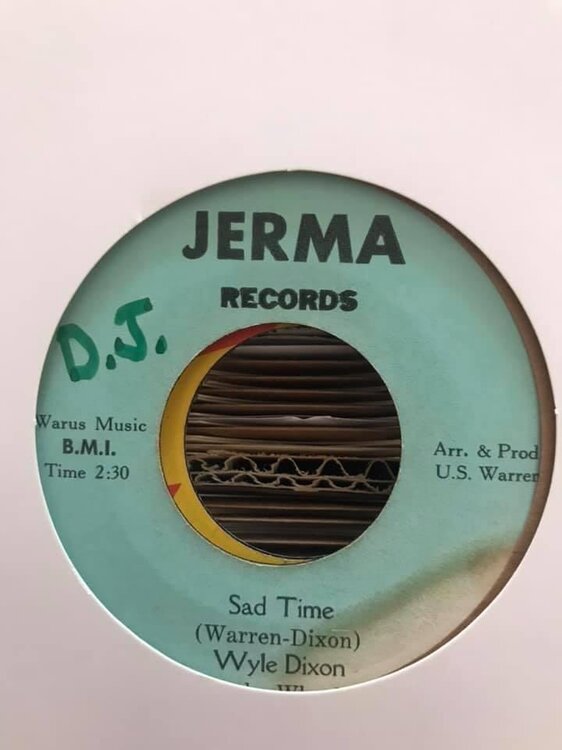 JERMA
RECORDS
D.J.
Warus Music
B.M.I.
Time 2:30
Arr. & Prod
U.S. Warren
Sad Time
(Warren-Dixon)
Wyle Dixon